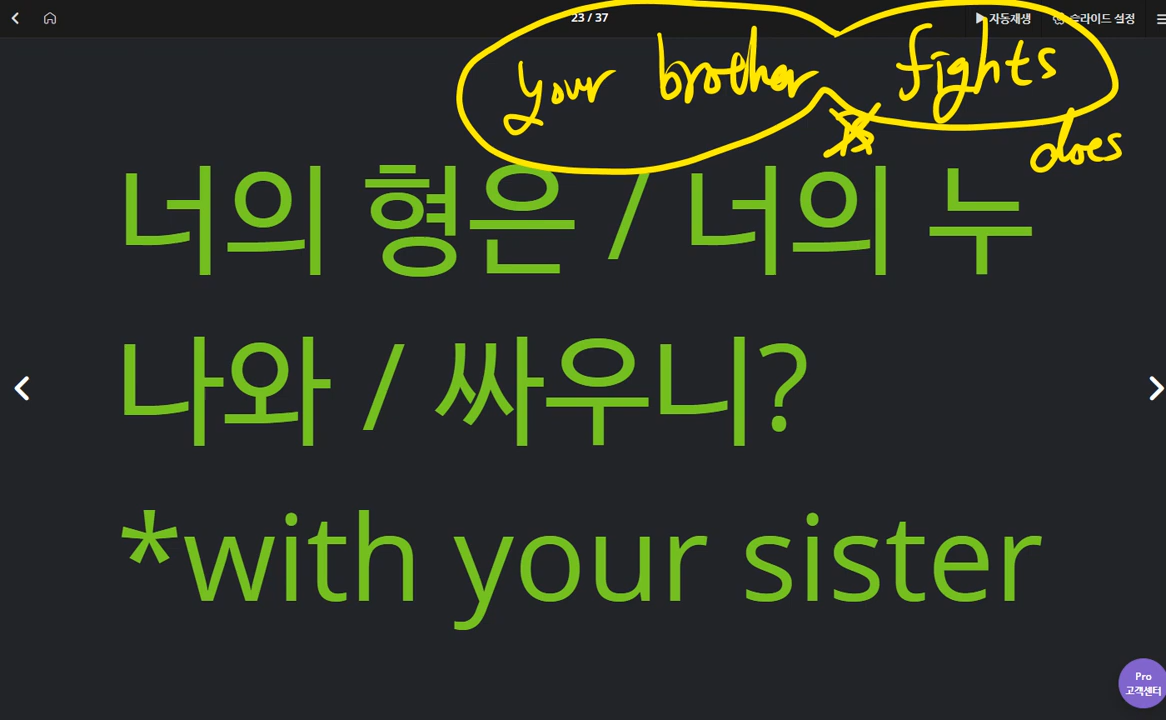 23 / 37
자동재생
슬라이드 설정
your brother fights
is
does
너의 형은 / 너의 누
나와 / 싸우니?
*with your sister
Pro
고객센터